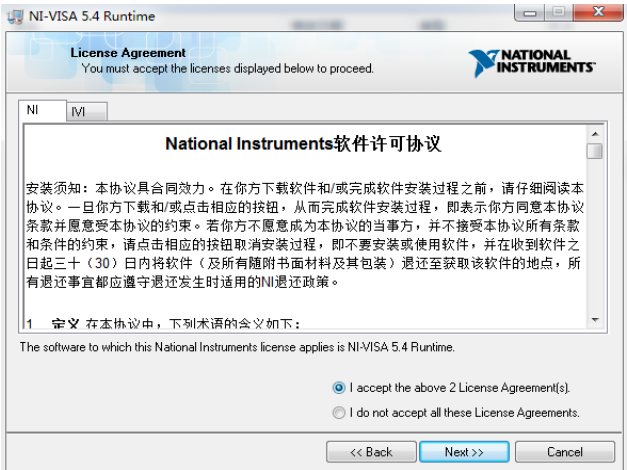 NI-VISA 5.4 Runtime
License Agreement
You must accept the licenses displayed below to proceed.
NATIONAL
INSTRUMENTS
NI
IVI
National Instruments软件许可协议
安装须知：本协议具合同效力。在你方下载软件和/或完成软件安装过程之前，请仔细阅读本
协议。一旦你方下载和/或点击相应的按钮，从而完成软件安装过程，即表示你方同意本协议
条款并愿意受本协议的约束。若你方不愿意成为本协议的当事方，并不接受本协议所有条款
和条件的约束，请点击相应的按钮取消安装过程，即不要安装或使用软件，并在收到软件之
日起三十（30）日内将软件（及所有随附书面材料及其包装）退还至获取该软件的地点，所
有退还事宜都应遵守退还发生时适用的NI退还政策。
1 定义 在本协议中，下列术语的含义如下：
The software to which this National Instruments license applies is NI-VISA 5.4 Runtime.
I accept the above 2 License Agreement(s).
I do not accept all these License Agreements.
<< Back
Next >>
Cancel